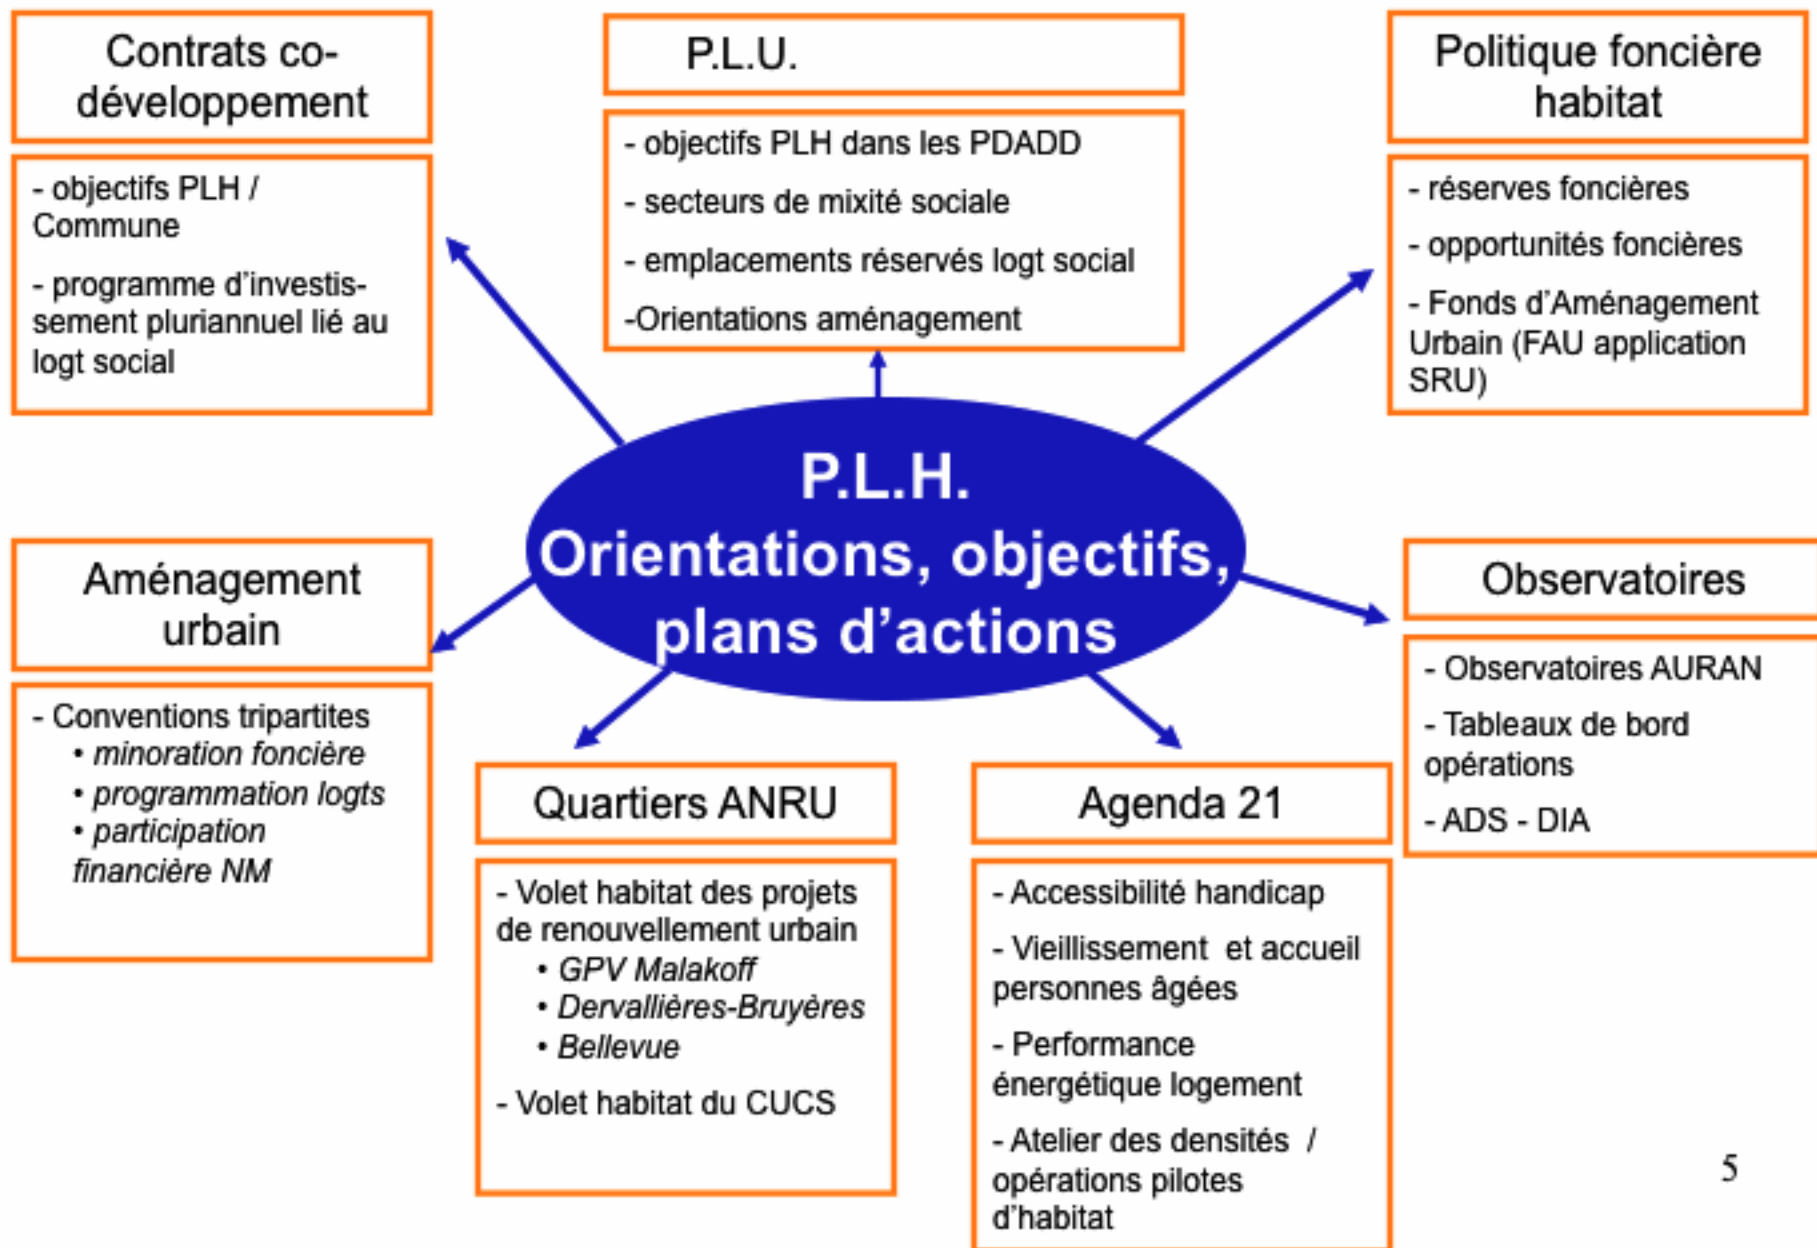 Contrats co-
développement
- objectifs PLH /
Commune
- programme d'investis-
sement pluriannuel lié au
logt social
P.L.U.
- objectifs PLH dans les PDADD
- secteurs de mixité sociale
- emplacements réservés logt social
-Orientations aménagement
Politique foncière
habitat
- réserves foncières
- opportunités foncières
- Fonds d'Aménagement
Urbain (FAU application
SRU)
P.L.H.
Orientations, objectifs,
plans d'actions
Aménagement
urbain
- Conventions tripartites
• minoration foncière
• programmation logts
• participation
financière NM
Quartiers ANRU
- Volet habitat des projets
de renouvellement urbain
• GPV Malakoff
• Dervallières-Bruyères
• Bellevue
- Volet habitat du CUCS
Agenda 21
- Accessibilité handicap
- Vieillissement et accueil
personnes âgées
- Performance
énergétique logement
- Atelier des densités /
opérations pilotes
d'habitat
Observatoires
- Observatoires AURAN
- Tableaux de bord
opérations
- ADS - DIA
5